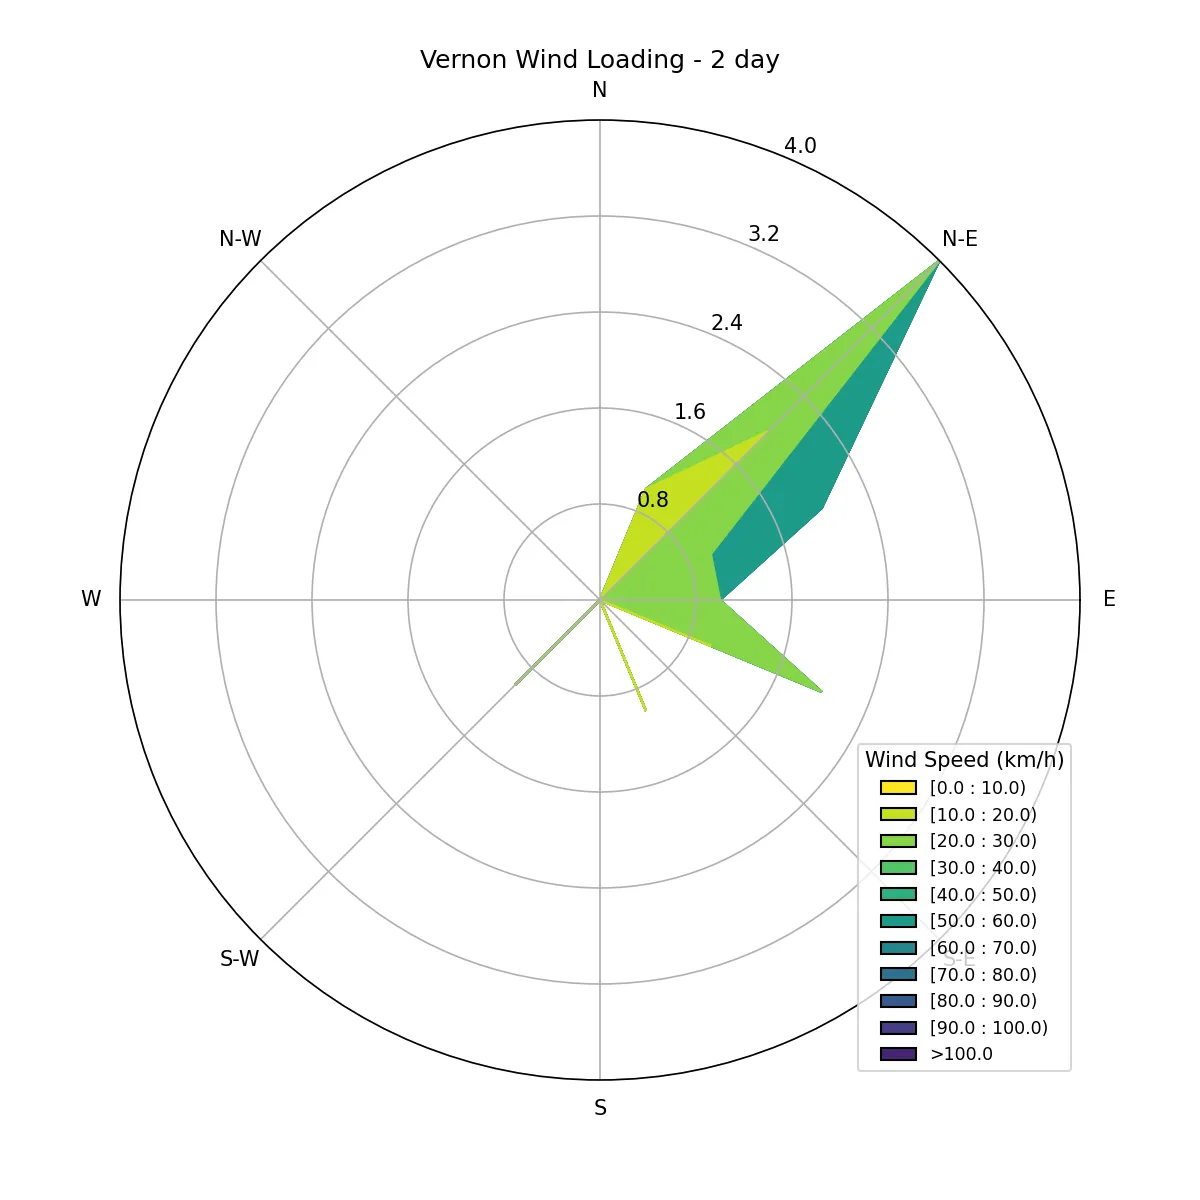 Vernon Wind Loading - 2 day
N
4.0
3.2
N-W
N-E
2.4
1.6
0.8
W
E
Wind Speed (km/h)
[0.0 : 10.0)
[10.0 : 20.0)
[20.0 : 30.0)
[30.0 : 40.0)
[40.0 : 50.0)
[50.0 : 60.0)
[60.0 : 70.0)
S-W
S-E
[70.0 : 80.0)
[80.0 : 90.0)
[90.0 : 100.0)
>100.0
S